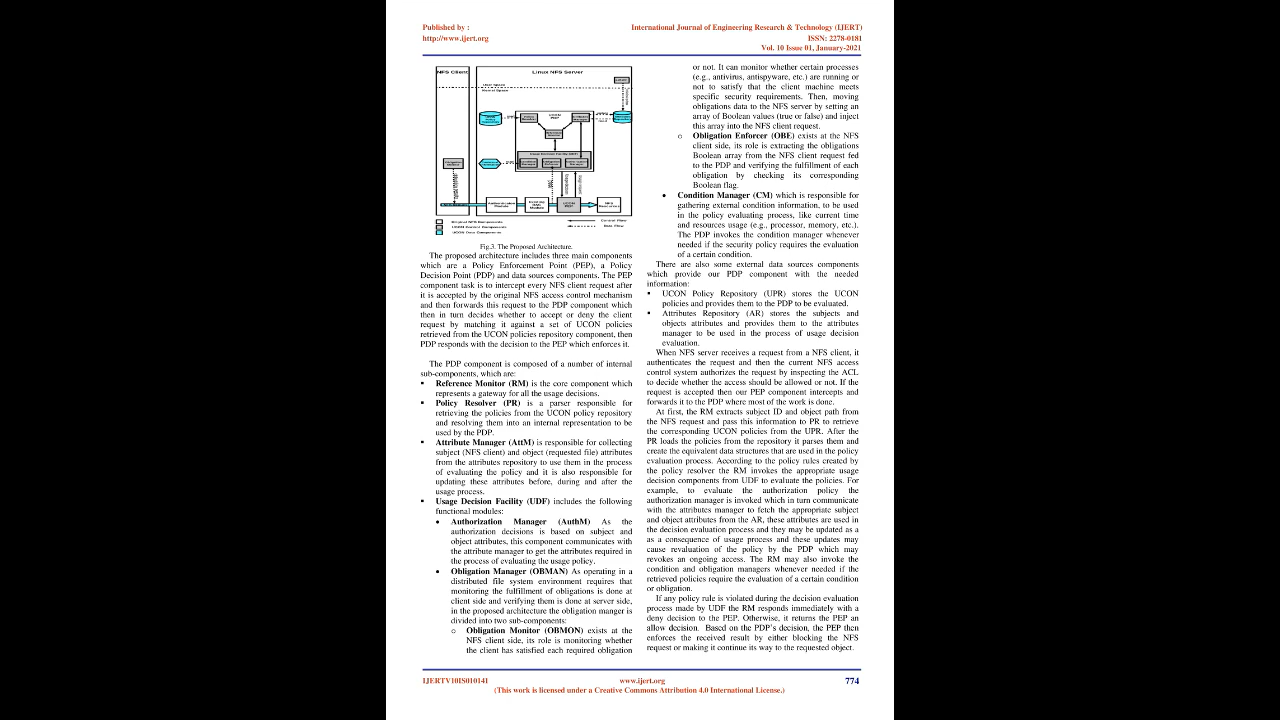 Published by :
http://www.ijert.org
International Journal of Engineering Research & Technology (IJERT)
ISSN: 2278-0181
Vol. 10 Issue 01, January-2021
NFS Client
Linux NFS Server
User Space
Kernel Space
UCON
PEP
Original NFS Components
UCON Control Components
UCON Data Components
Control Flow
Data Flow
Fig.3. The Proposed Architecture.
The proposed architecture includes three main components
which are a Policy Enforcement Point (PEP), a Policy
Decision Point (PDP) and data sources components. The PEP
component task is to intercept every NFS client request after
it is accepted by the original NFS access control mechanism
and then forwards this request to the PDP component which
then in turn decides whether to accept or deny the client
request by matching it against a set of UCON policies
retrieved from the UCON policies repository component, then
PDP responds with the decision to the PEP which enforces it.
The PDP component is composed of a number of internal
sub-components, which are:
▪ Reference Monitor (RM) is the core component which
represents a gateway for all the usage decisions.
▪ Policy Resolver (PR) is a parser responsible for
retrieving the policies from the UCON policy repository
and resolving them into an internal representation to be
used by the PDP.
▪ Attribute Manager (AttM) is responsible for collecting
subject (NFS client) and object (requested file) attributes
from the attributes repository to use them in the process
of evaluating the policy and it is also responsible for
updating these attributes before, during and after the
usage process.
▪ Usage Decision Facility (UDF) includes the following
functional modules:
• Authorization Manager (AuthM) As the
authorization decisions is based on subject and
object attributes, this component communicates with
the attribute manager to get the attributes required in
the process of evaluating the usage policy.
• Obligation Manager (OBMAN) As operating in a
distributed file system environment requires that
monitoring the fulfillment of obligations is done at
client side and verifying them is done at server side,
in the proposed architecture the obligation manger is
divided into two sub-components:
o Obligation Monitor (OBMON) exists at the
NFS client side, its role is monitoring whether
the client has satisfied each required obligation
or not. It can monitor whether certain processes
(e.g., antivirus, antispyware, etc.) are running or
not to satisfy that the client machine meets
specific security requirements. Then, moving
obligations data to the NFS server by setting an
array of Boolean values (true or false) and inject
this array into the NFS client request.
o Obligation Enforcer (OBE) exists at the NFS
client side, its role is extracting the obligations
Boolean array from the NFS client request fed
to the PDP and verifying the fulfillment of each
obligation by checking its corresponding
Boolean flag.
• Condition Manager (CM) which is responsible for
gathering external condition information, to be used
in the policy evaluating process, like current time
and resources usage (e.g., processor, memory, etc.).
The PDP invokes the condition manager whenever
needed if the security policy requires the evaluation
of a certain condition.
There are also some external data sources components
which provide our PDP component with the needed
information:
▪ UCON Policy Repository (UPR) stores the UCON
policies and provides them to the PDP to be evaluated.
▪ Attributes Repository (AR) stores the subjects and
objects attributes and provides them to the attributes
manager to be used in the process of usage decision
evaluation.
When NFS server receives a request from a NFS client, it
authenticates the request and then the current NFS access
control system authorizes the request by inspecting the ACL
to decide whether the access should be allowed or not. If the
request is accepted then our PEP component intercepts and
forwards it to the PDP where most of the work is done.
At first, the RM extracts subject ID and object path from
the NFS request and pass this information to PR to retrieve
the corresponding UCON policies from the UPR. After the
PR loads the policies from the repository it parses them and
create the equivalent data structures that are used in the policy
evaluation process. According to the policy rules created by
the policy resolver the RM invokes the appropriate usage
decision components from UDF to evaluate the policies. For
example, to evaluate the authorization policy the
authorization manager is invoked which in turn communicate
with the attributes manager to fetch the appropriate subject
and object attributes from the AR, these attributes are used in
the decision evaluation process and they may be updated as a
as a consequence of usage process and these updates may
cause revaluation of the policy by the PDP which may
revokes an ongoing access. The RM may also invoke the
condition and obligation managers whenever needed if the
retrieved policies require the evaluation of a certain condition
or obligation.
If any policy rule is violated during the decision evaluation
process made by UDF the RM responds immediately with a
deny decision to the PEP. Otherwise, it returns the PEP an
allow decision. Based on the PDP's decision, the PEP then
enforces the received result by either blocking the NFS
request or making it continue its way to the requested object.
IJERTV10IS010141
www.ijert.org
774
(This work is licensed under a Creative Commons Attribution 4.0 International License.)